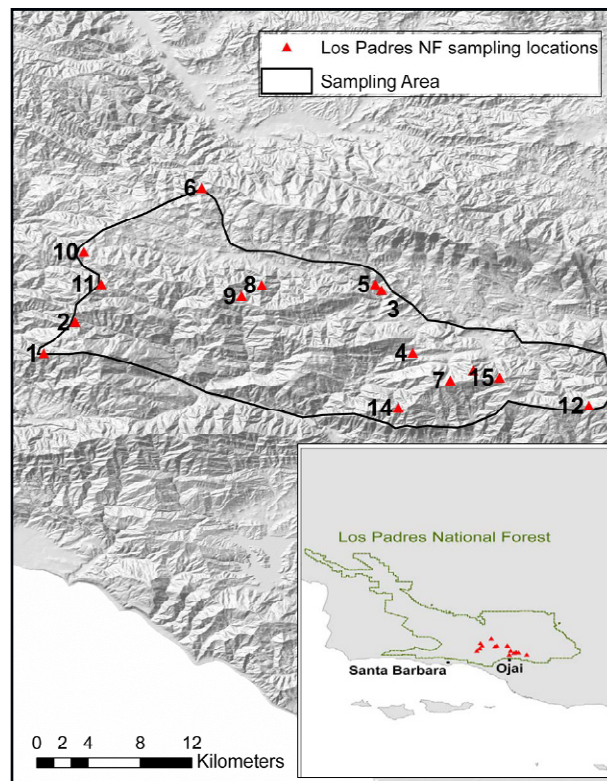 Los Padres NF sampling locations
Sampling Area
6
10
11
8
5
9
3
2
1
4
7
15
14
12
Los Padres National Forest
Santa Barbara
Ojai
0 2 4 8 12
Kilometers